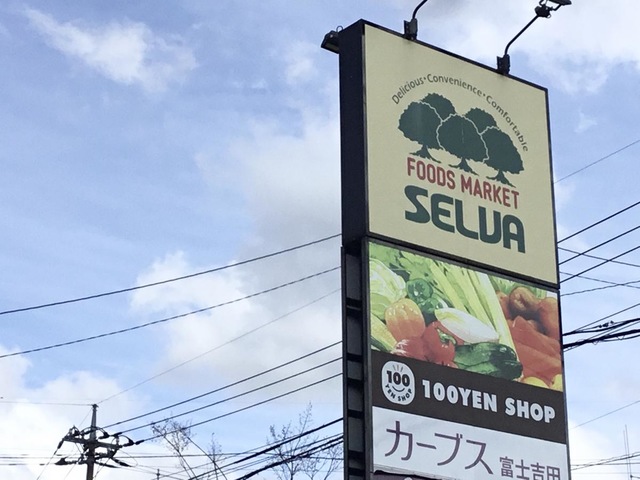 Delicious・Convenience・Comfortable
FOODS MARKET
SELVA
100
YEN SHOP
100YEN SHOP
カーブス 富士吉田